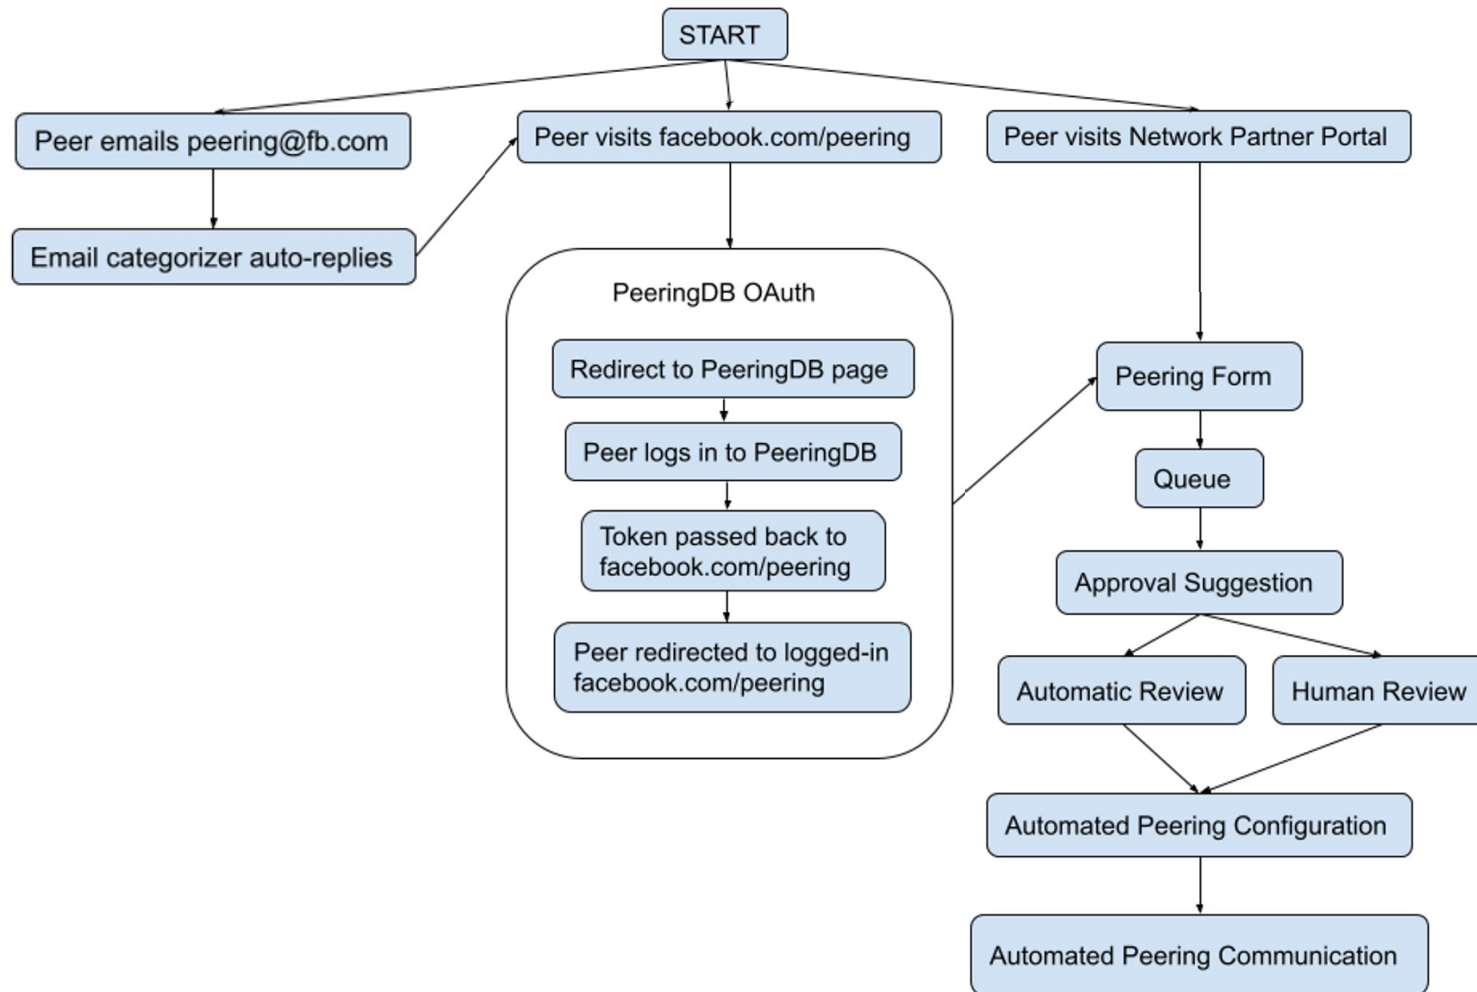 START
Peer emails peering@fb.com
Peer visits facebook.com/peering
Peer visits Network Partner Portal
Email categorizer auto-replies
PeeringDB OAuth
Redirect to PeeringDB page
Peer logs in to PeeringDB
Token passed back to
facebook.com/peering
Peer redirected to logged-in
facebook.com/peering
Peering Form
Queue
Approval Suggestion
Automatic Review
Human Review
Automated Peering Configuration
Automated Peering Communication